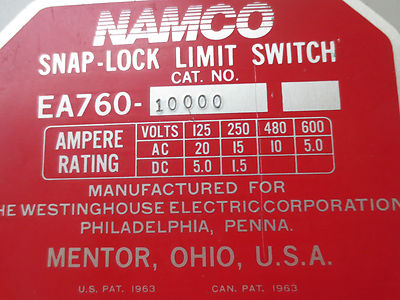 NAMCO
SNAP-LOCK LIMIT SWITCH
CAT. NO.
EA760-10000
AMPERE RATING
VOLTS 125 250 480 600
AC 20 15 10 5.0
DC 5.0 1.5
MANUFACTURED FOR
HE WESTINGHOUSE ELECTRIC CORPORATION
PHILADELPHIA, PENNA.
MENTOR, OHIO, U.S.A.
U.S. PAT. 1963 CAN. PAT. 1963